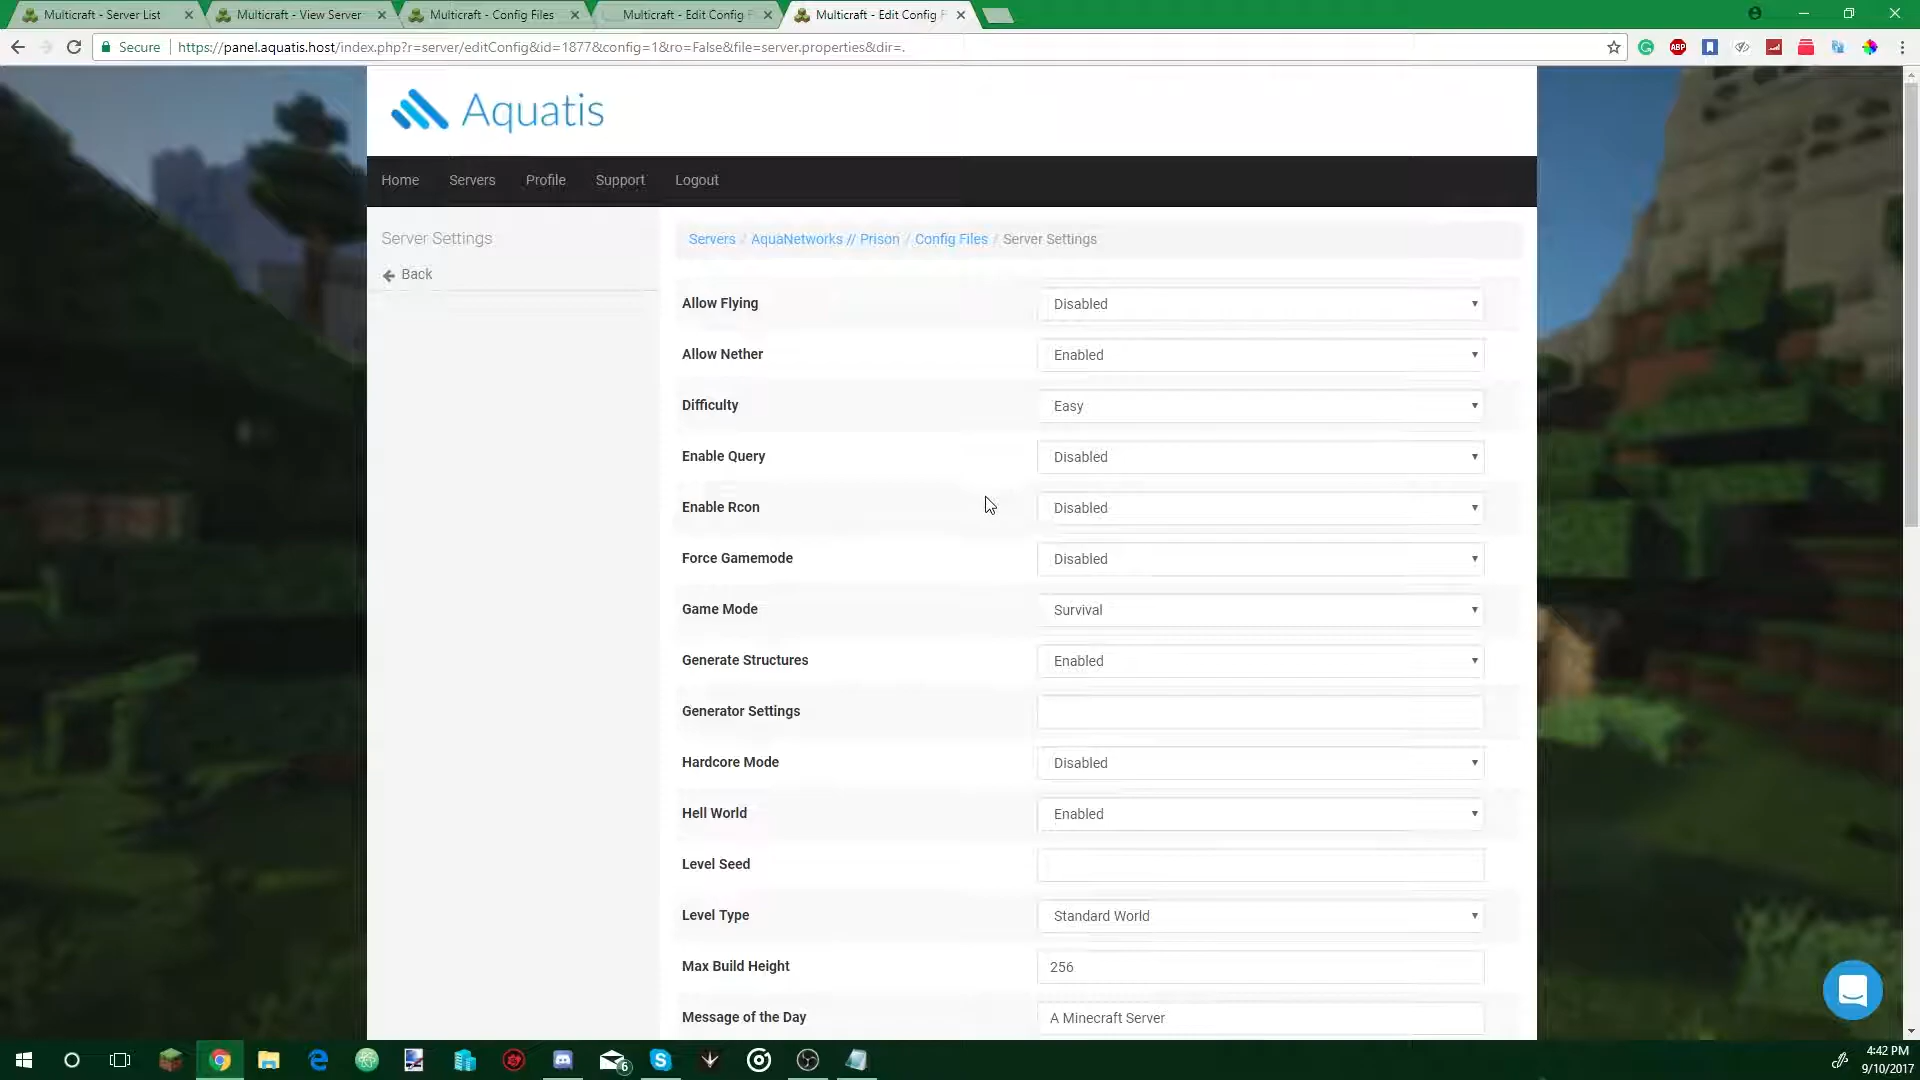 Multicraft - Server List
Multicraft - View Server
Multicraft - Config Files
Multicraft - Edit Config F
Multicraft - Edit Config F
Secure
https://panel.aquatis.host/index.php?r=server/editConfig&id=1877&config=1&ro=False&file=server.properties&dir=.
ABP
Aquatis
Home Servers Profile Support Logout
Server Settings
Back
Servers / AquaNetworks // Prison / Config Files / Server Settings
Allow Flying Disabled
Allow Nether Enabled
Difficulty Easy
Enable Query Disabled
Enable Rcon Disabled
Force Gamemode Disabled
Game Mode Survival
Generate Structures Enabled
Generator Settings
Hardcore Mode Disabled
Hell World Enabled
Level Seed
Level Type Standard World
Max Build Height 256
Message of the Day A Minecraft Server
6
4:42 PM
9/10/2017